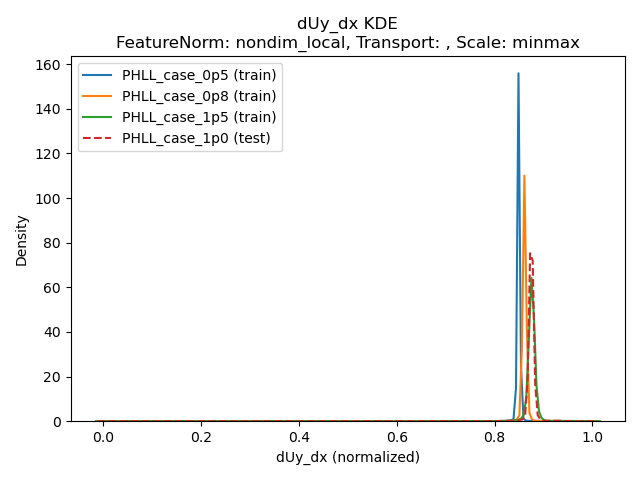 dUy_dx KDE
FeatureNorm: nondim_local, Transport: , Scale: minmax
PHLL_case_0p5 (train)
PHLL_case_0p8 (train)
PHLL_case_1p5 (train)
PHLL_case_1p0 (test)
160
140
120
100
80
60
40
20
0
Density
0.0 0.2 0.4 0.6 0.8 1.0
dUy_dx (normalized)